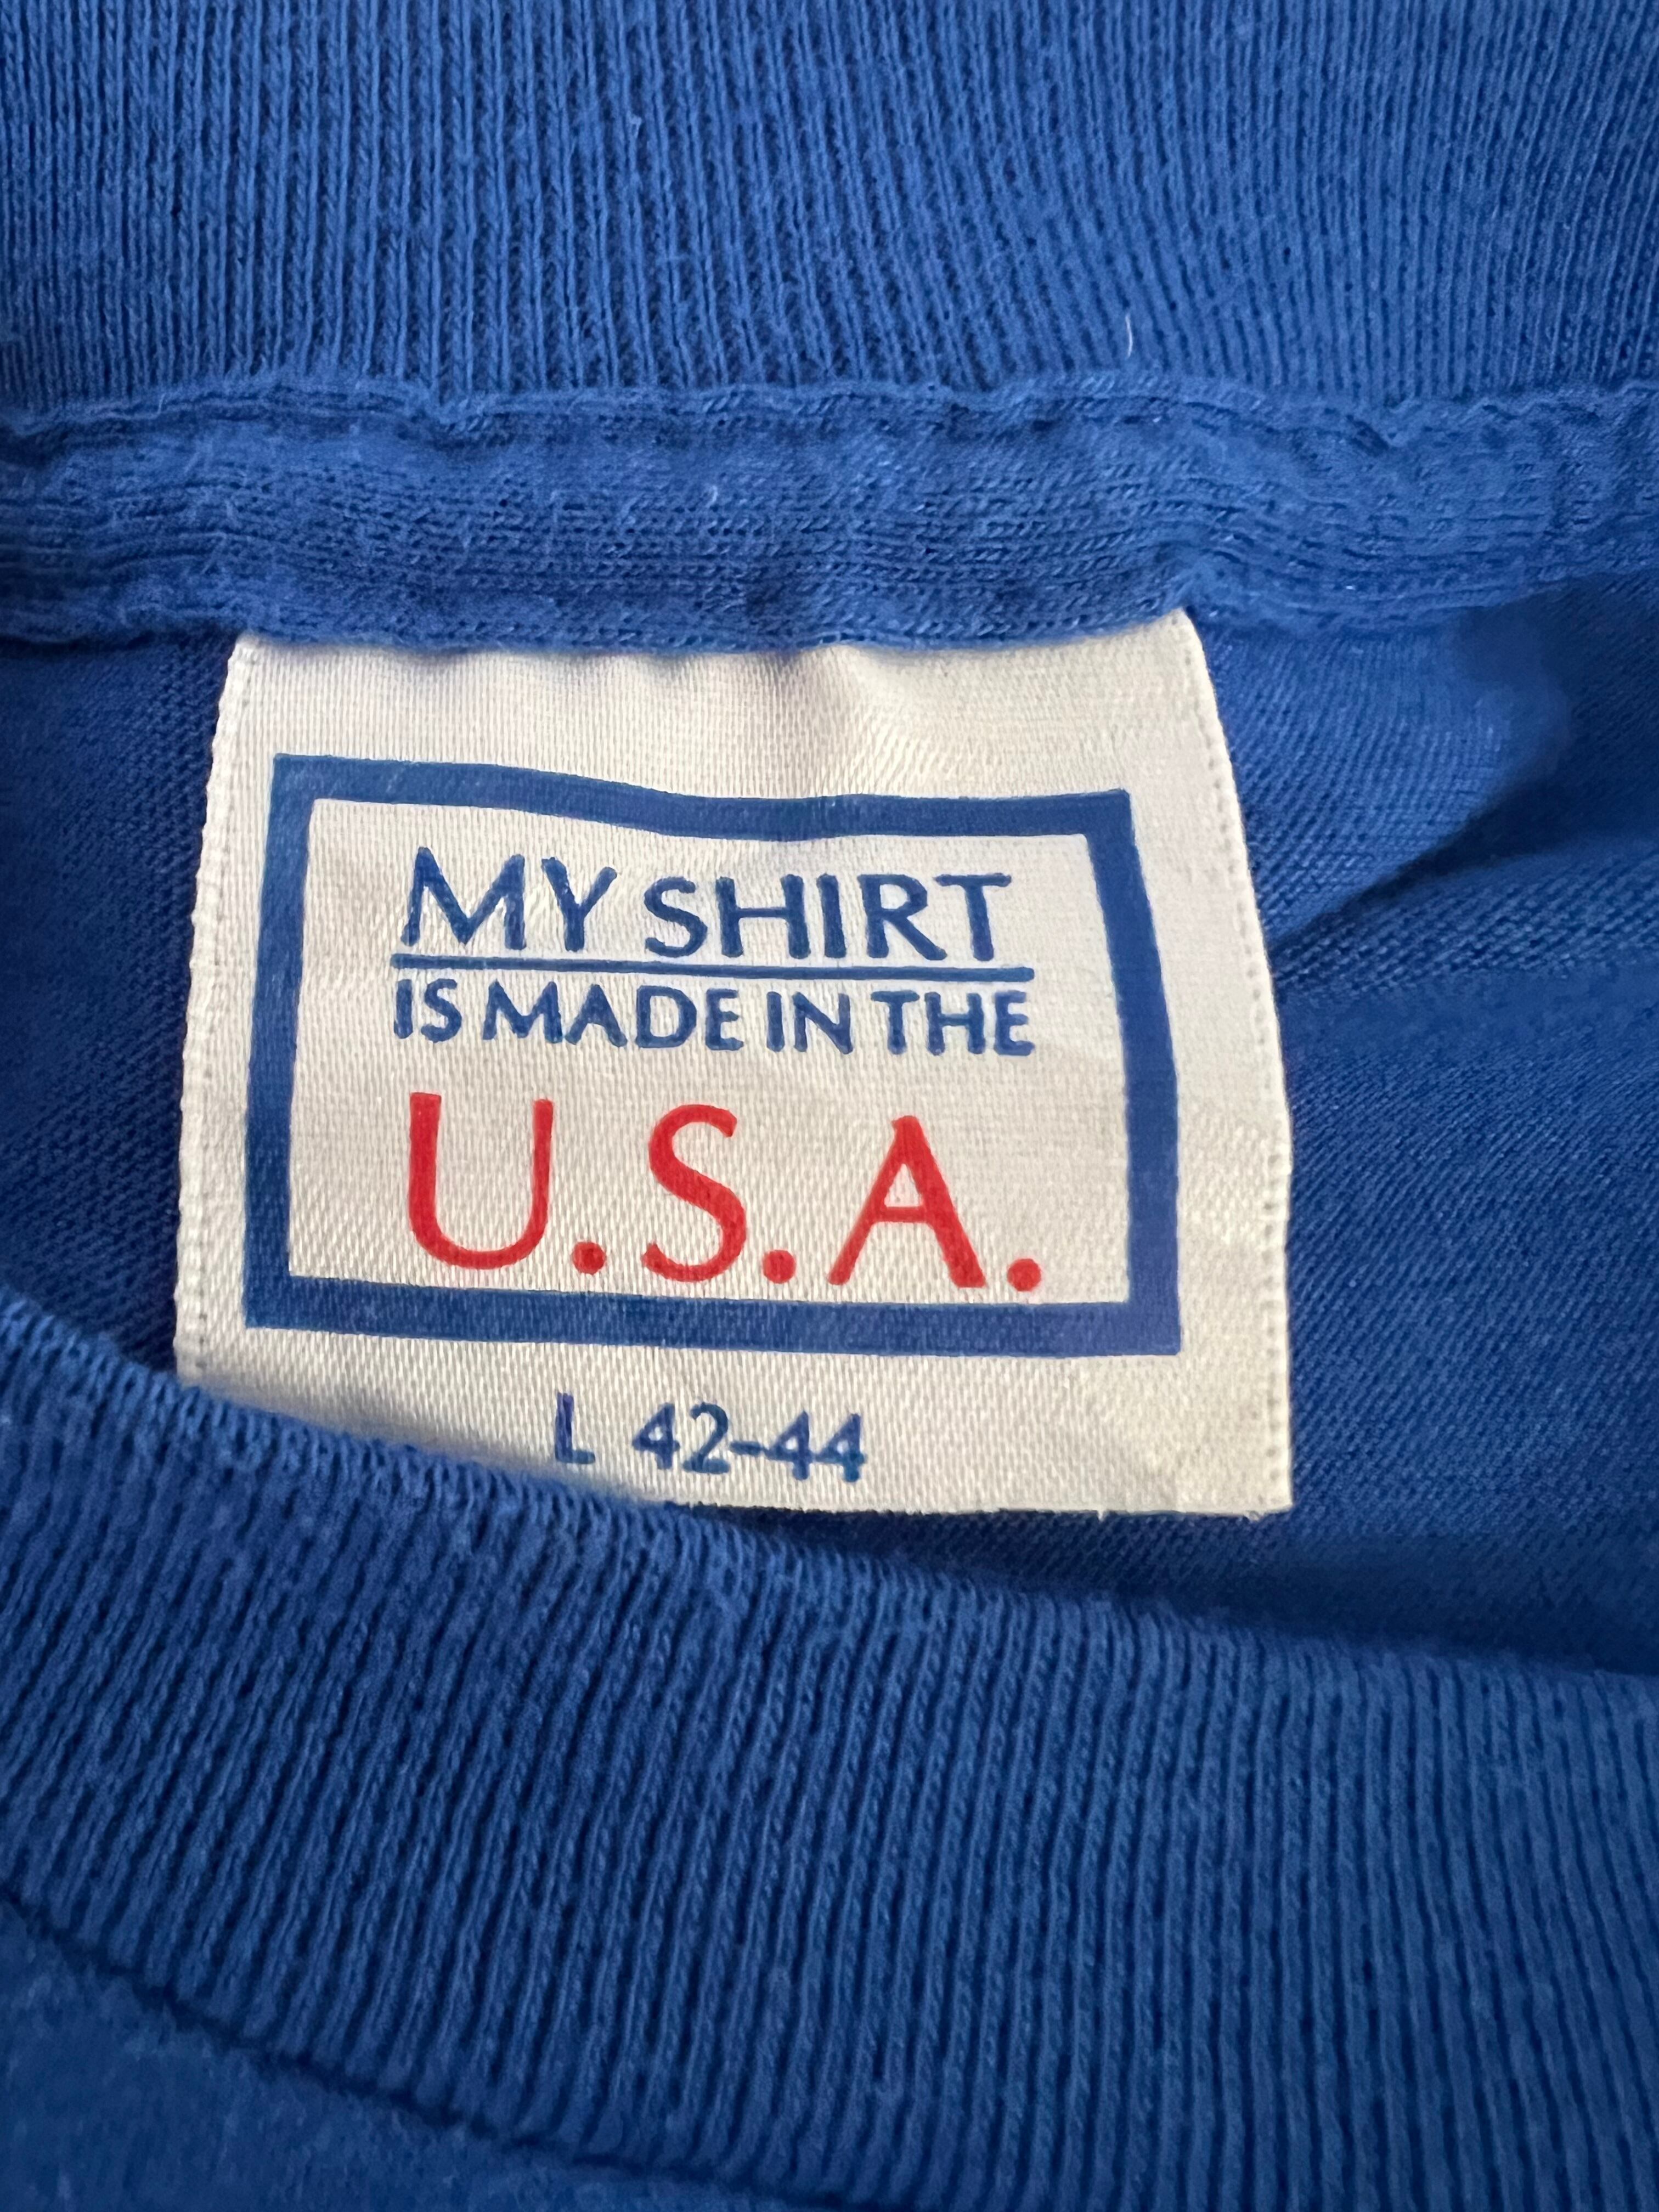 MY SHIRT
IS MADE IN THE
U.S.A.
L 42-44